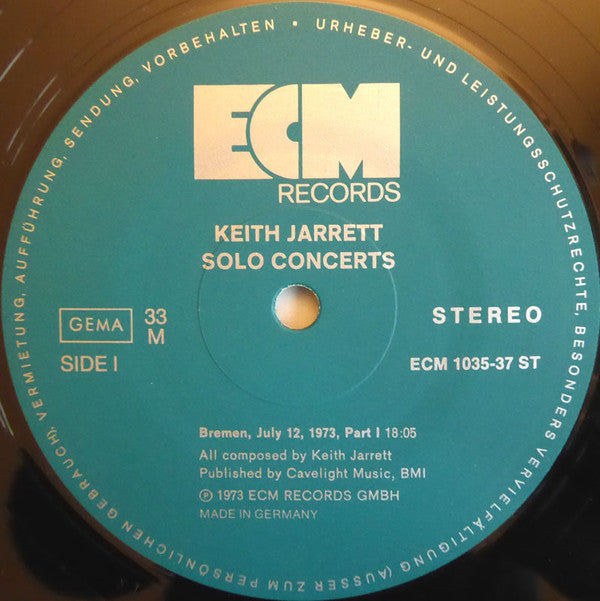 URHEBER- UND LEISTUNGSSCHUTZRECHTE, BESONDERS VERVIELFÄLTIGUNG (AUSSER ZUM PERSÖNLICHEN GEBRAUCH), VERMIETUNG, AUFFÜHRUNG, SENDUNG, VORBEHALTEN •
ECM
RECORDS
KEITH JARRETT
SOLO CONCERTS
GEMA 33 M STEREO
SIDE I ECM 1035-37 ST
Bremen, July 12, 1973, Part I 18:05
All composed by Keith Jarrett
Published by Cavelight Music, BMI
Ⓟ 1973 ECM RECORDS GMBH
MADE IN GERMANY